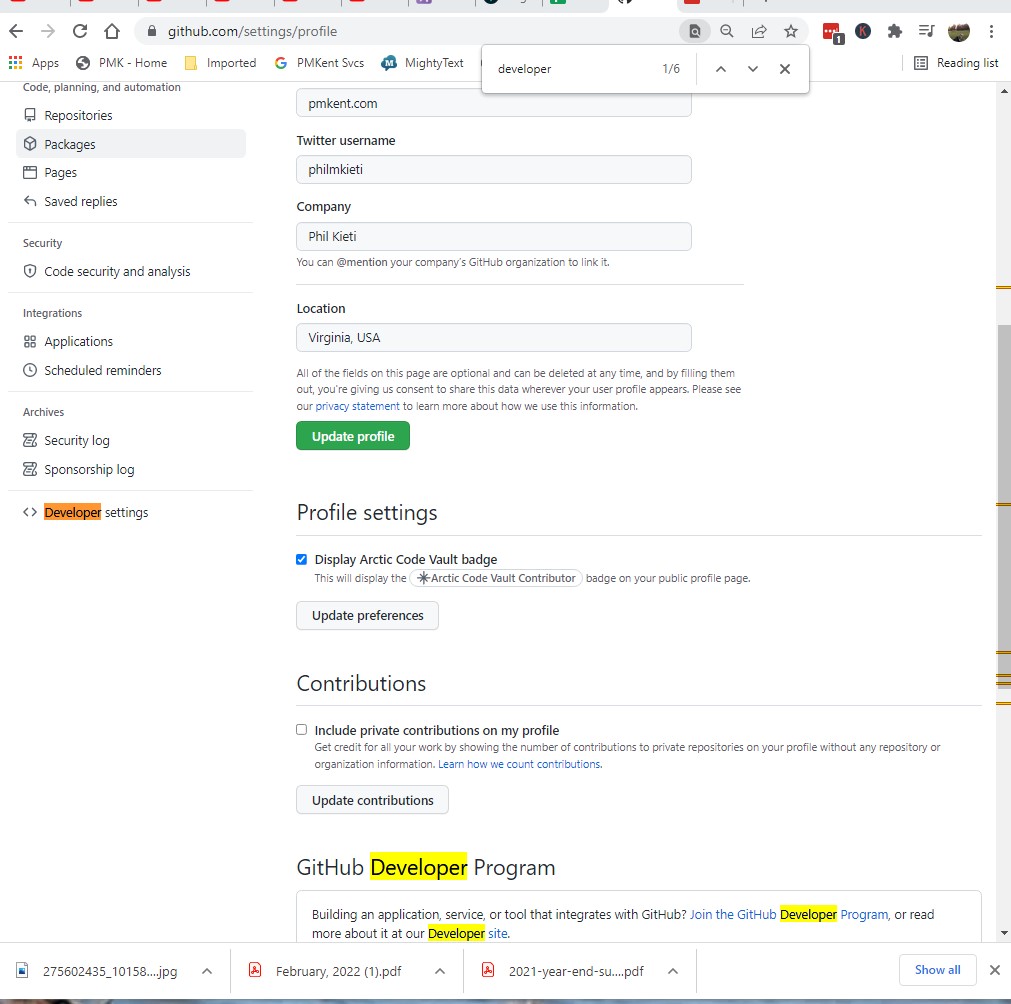 github.com/settings/profile
1
K
Apps
PMK - Home
Imported
PMKent Svcs
MightyText
Reading list
developer
1/6
Code, planning, and automation
Repositories
Packages
Pages
Saved replies
Security
Code security and analysis
Integrations
Applications
Scheduled reminders
Archives
Security log
Sponsorship log
Developer settings
pmkent.com
Twitter username
philmkieti
Company
Phil Kieti
You can @mention your company's GitHub organization to link it.
Location
Virginia, USA
All of the fields on this page are optional and can be deleted at any time, and by filling them
out, you're giving us consent to share this data wherever your user profile appears. Please see
our privacy statement to learn more about how we use this information.
Update profile
Profile settings
Display Arctic Code Vault badge
This will display the Arctic Code Vault Contributor badge on your public profile page.
Update preferences
Contributions
Include private contributions on my profile
Get credit for all your work by showing the number of contributions to private repositories on your profile without any repository or
organization information. Learn how we count contributions.
Update contributions
GitHub Developer Program
Building an application, service, or tool that integrates with GitHub? Join the GitHub Developer Program, or read
more about it at our Developer site.
275602435_10158....jpg
February, 2022 (1).pdf
2021-year-end-su....pdf
Show all